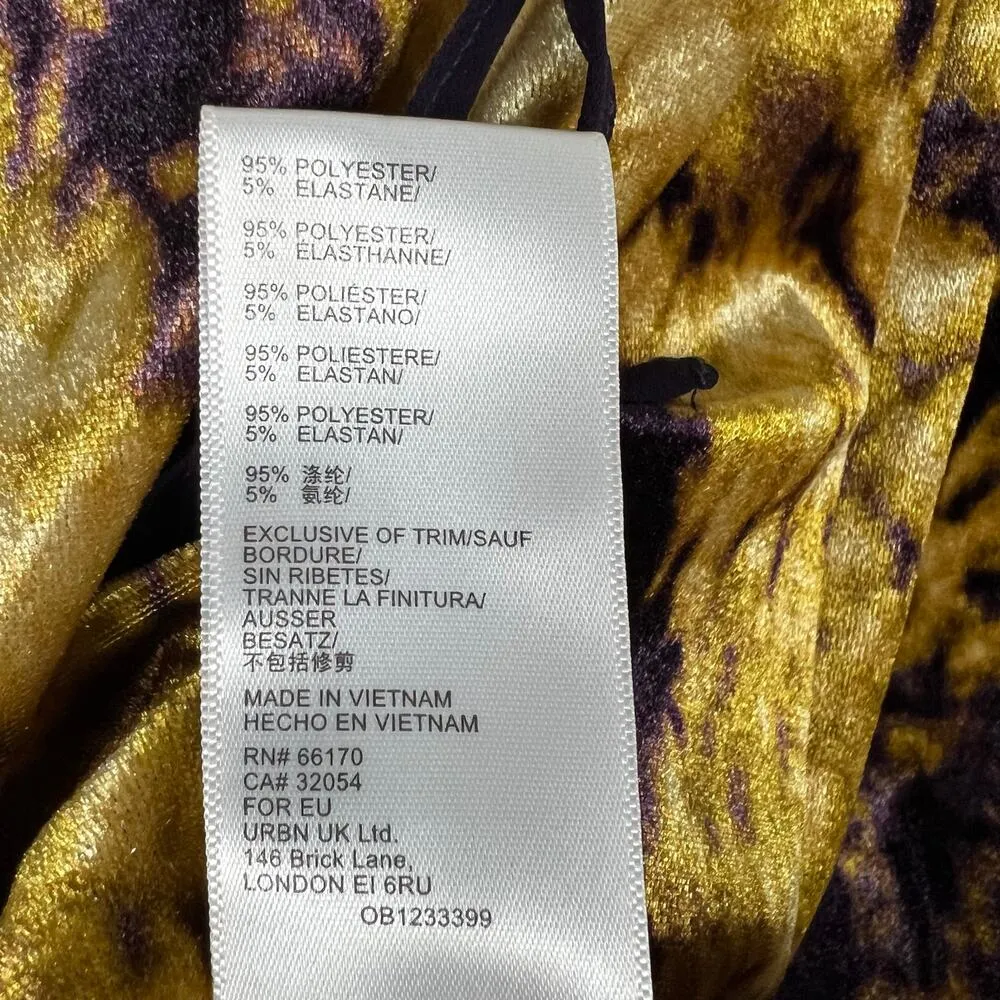 95% POLYESTER/
5% ELASTANE/
95% POLYESTER/
5% ELASTHANNE/
95% POLIÉSTER/
5% ELASTANO/
95% POLIESTERE/
5% ELASTAN/
95% POLYESTER/
5% ELASTAN/
95% 涤纶/
5% 氨纶/
EXCLUSIVE OF TRIM/SAUF
BORDURE/
SIN RIBETES/
TRANNE LA FINITURA/
AUSSER
BESATZ/
不包括修剪
MADE IN VIETNAM
HECHO EN VIETNAM
RN# 66170
CA# 32054
FOR EU
URBN UK Ltd.
146 Brick Lane,
LONDON EI 6RU
OB1233399